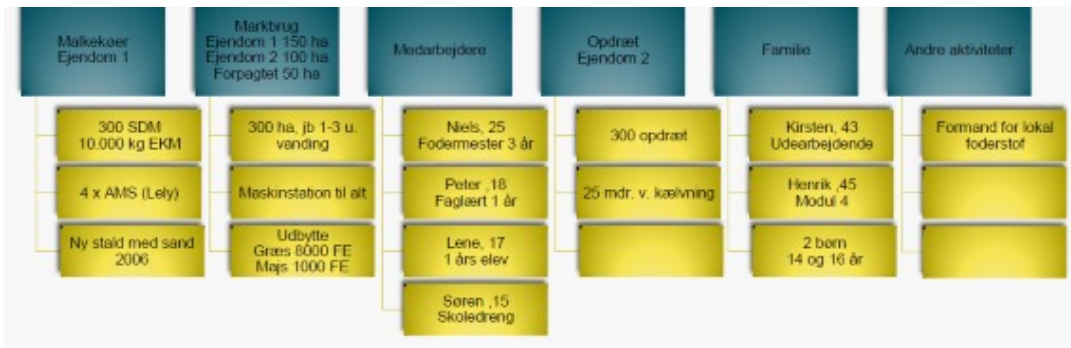 Malkekøer
Ejendom 1
300 SDM
10.000 kg EKM
4 x AMS (Lely)
Ny stald med sand
2006
Markbrug
Ejendom 1 150 ha
Ejendom 2 100 ha
Forpagtet 50 ha
300 ha, jb 1-3 u.
vanding
Maskinstation til alt
Udbytte
Græs 8000 FE
Majs 1000 FE
Medarbejdere
Niels, 25
Fodermester 3 år
Peter ,18
Faglært 1 år
Lene, 17
1 års elev
Søren ,15
Skoledreng
Opdræt
Ejendom 2
300 opdræt
25 mdr. v. kælvning
Familie
Kirsten, 43
Udearbejdende
Henrik ,45
Modul 4
2 børn
14 og 16 år
Andre aktiviteter
Formand for lokal
foderstof